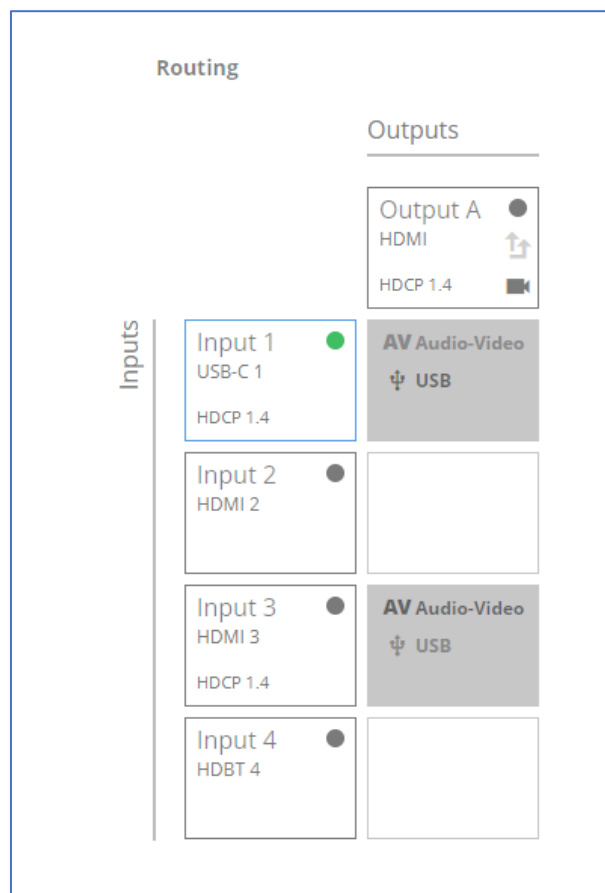 Routing
Outputs
Output A
HDMI
HDCP 1.4
Inputs
Input 1
USB-C 1
HDCP 1.4
AV Audio-Video
USB
Input 2
HDMI 2
Input 3
HDMI 3
HDCP 1.4
AV Audio-Video
USB
Input 4
HDBT 4